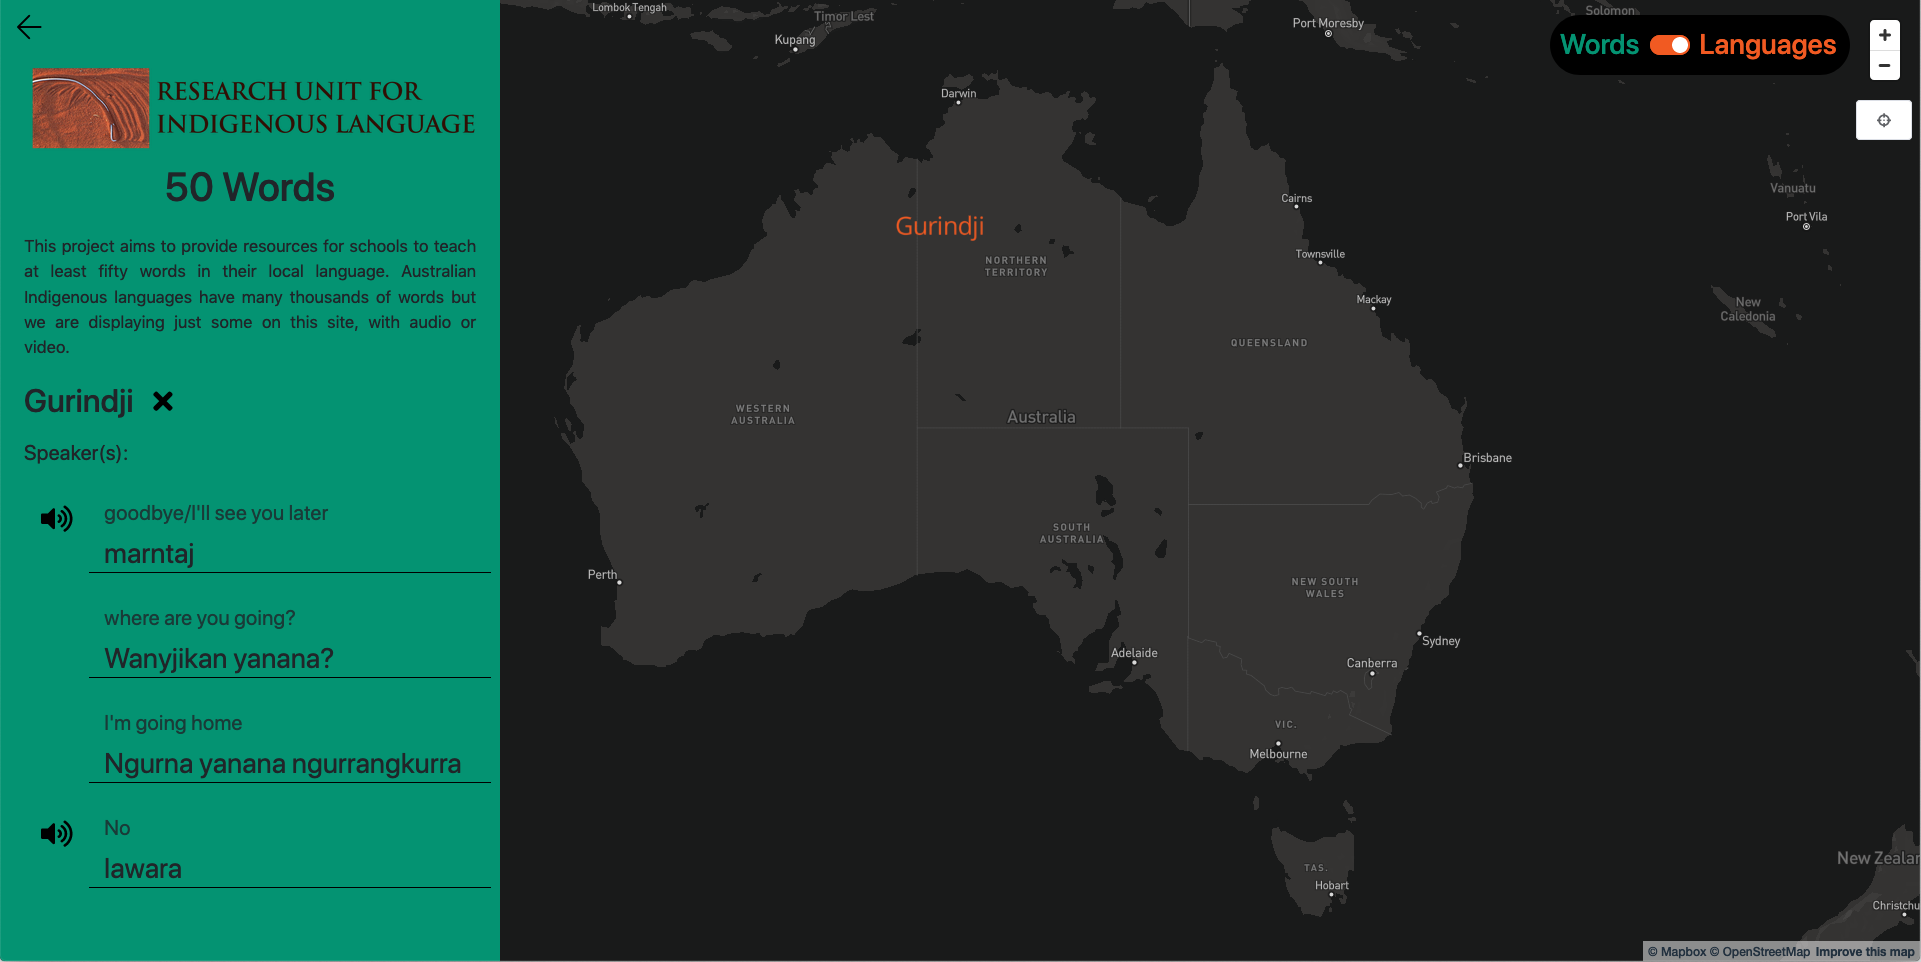 RESEARCH UNIT FOR
INDIGENOUS LANGUAGE
50 Words
This project aims to provide resources for schools to teach
at least fifty words in their local language. Australian
Indigenous languages have many thousands of words but
we are displaying just some on this site, with audio or
video.
Gurindji
Speaker(s):
goodbye/I'll see you later
marntaj
where are you going?
Wanyjikan yanana?
I'm going home
Ngurna yanana ngurrangkurra
No
lawara
Lombok Tengah
Timor Lest
Kupang
Port Moresby
Solomon
Words
Languages
+
−
Darwin
Vanuatu
Port Vila
Cairns
Gurindji
NORTHERN
TERRITORY
Townsville
Mackay
New
Caledonia
QUEENSLAND
WESTERN
AUSTRALIA
Australia
Brisbane
SOUTH
AUSTRALIA
Perth
NEW SOUTH
WALES
Sydney
Adelaide
Canberra
VIC.
Melbourne
TAS.
Hobart
New Zealan
Christchu
© Mapbox © OpenStreetMap Improve this map